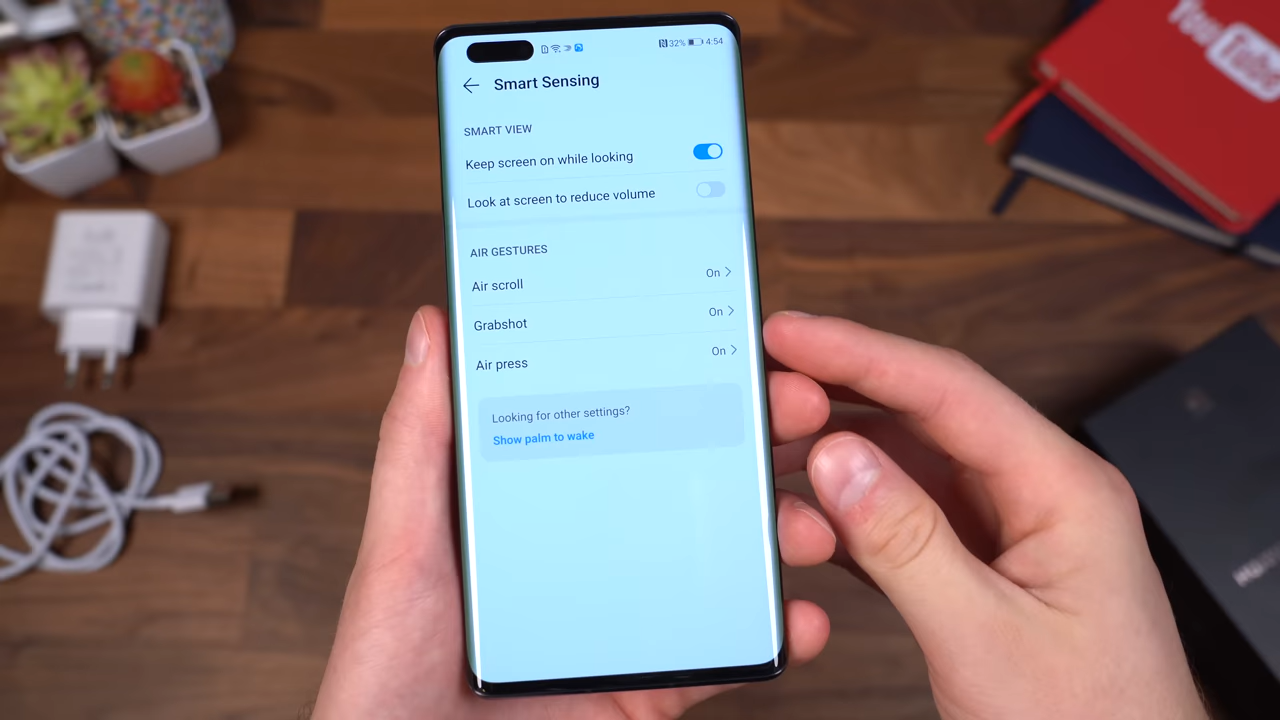 32% 4:54
Smart Sensing
SMART VIEW
Keep screen on while looking
Look at screen to reduce volume
AIR GESTURES
Air scroll On
Grabshot On
Air press On
Looking for other settings?
Show palm to wake
YouTube